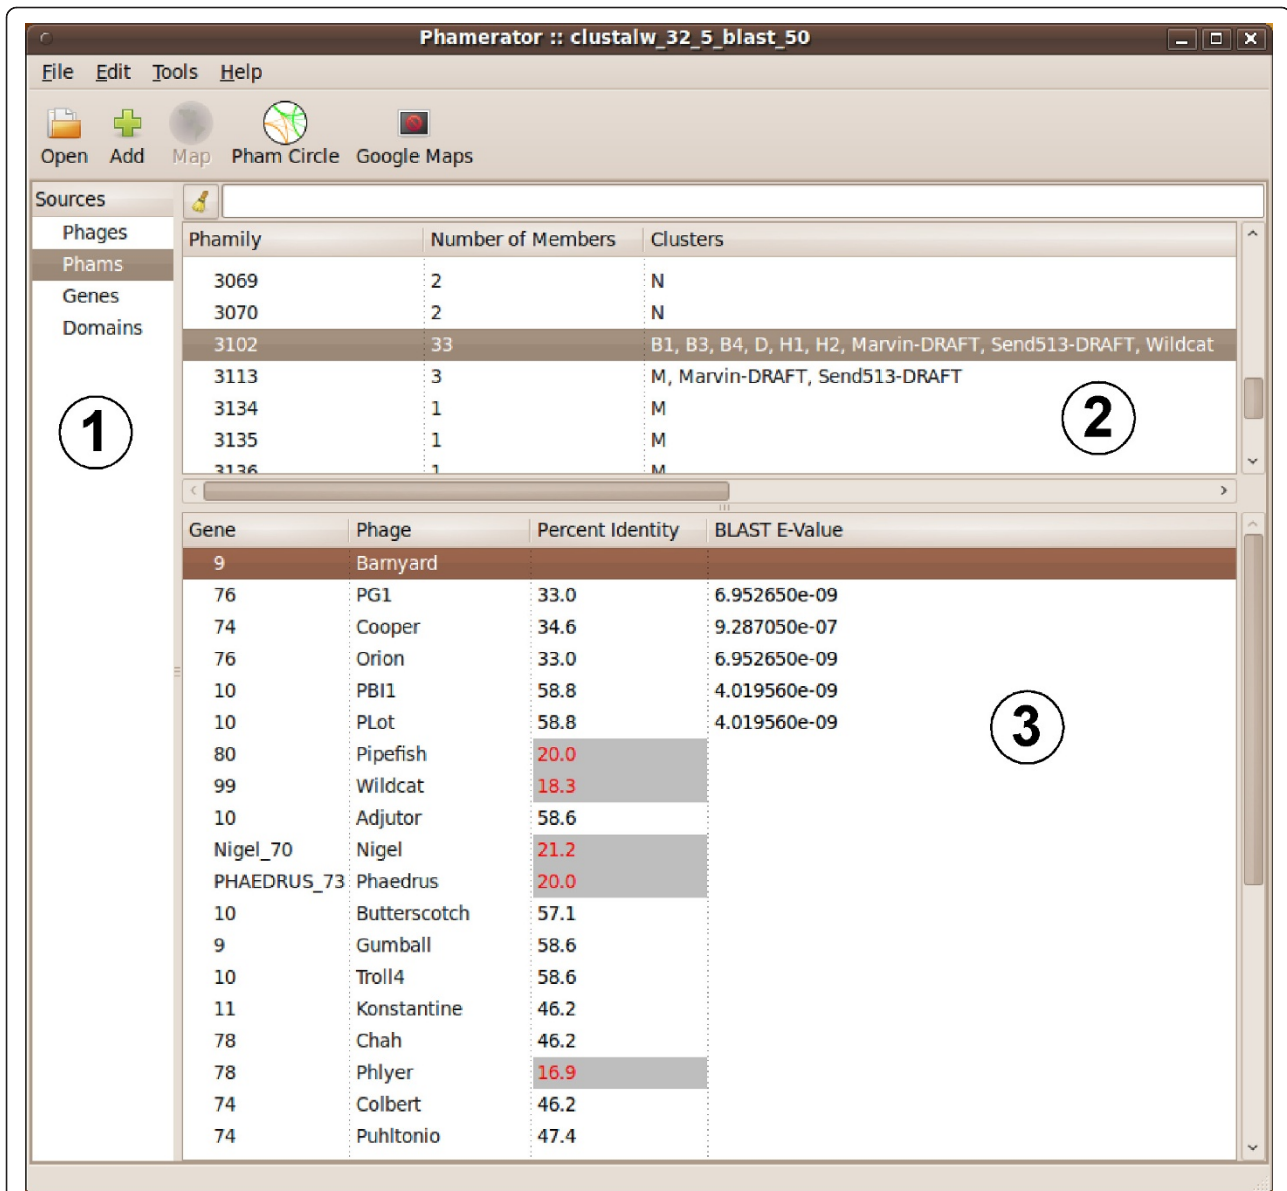 Phamerator :: clustalw_32_5_blast_50
File Edit Tools Help
Open Add Map Pham Circle Google Maps
Sources
Phages
Phams
Genes
Domains
1
Phamily Number of Members Clusters
3069 2 N
3070 2 N
3102 33 B1, B3, B4, D, H1, H2, Marvin-DRAFT, Send513-DRAFT, Wildcat
3113 3 M, Marvin-DRAFT, Send513-DRAFT
3134 1 M
3135 1 M
3136 1 M
2
Gene Phage Percent Identity BLAST E-Value
9 Barnyard
76 PG1 33.0 6.952650e-09
74 Cooper 34.6 9.287050e-07
76 Orion 33.0 6.952650e-09
10 PBI1 58.8 4.019560e-09
10 PLot 58.8 4.019560e-09
80 Pipefish 20.0
99 Wildcat 18.3
10 Adjutor 58.6
Nigel_70 Nigel 21.2
PHAEDRUS_73 Phaedrus 20.0
10 Butterscotch 57.1
9 Gumball 58.6
10 Troll4 58.6
11 Konstantine 46.2
78 Chah 46.2
78 Phlyer 16.9
74 Colbert 46.2
74 Puhltonio 47.4
3